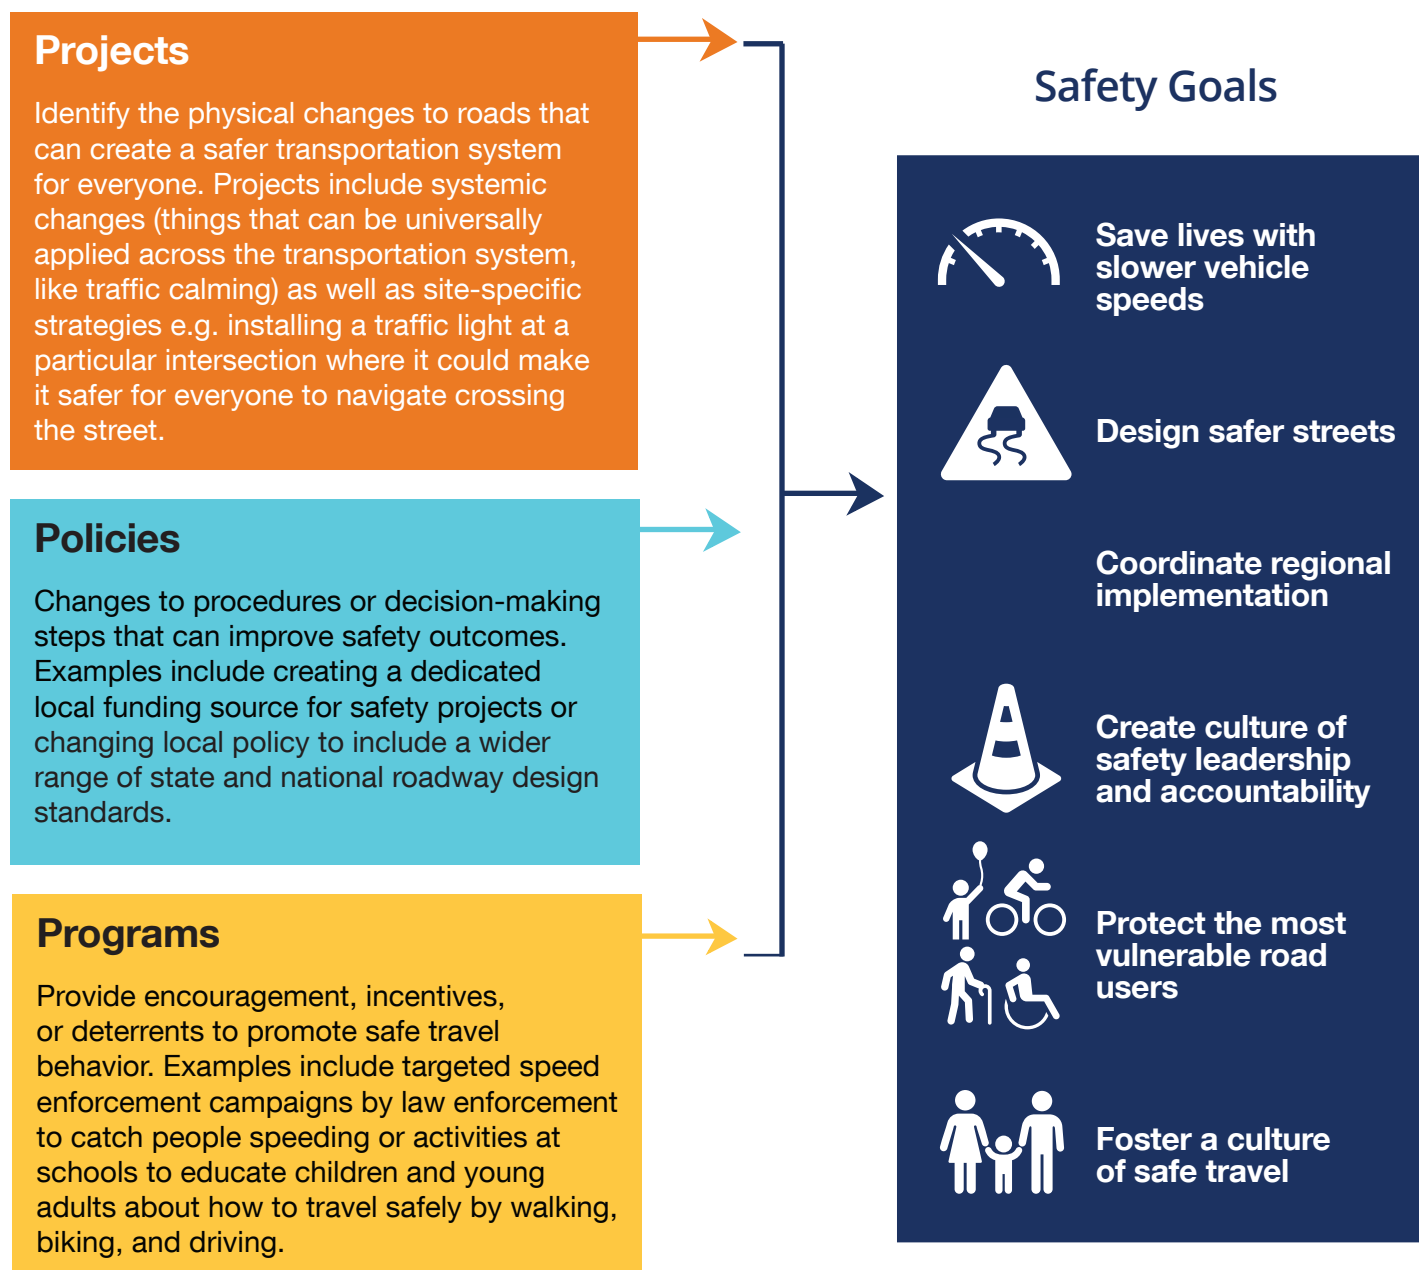 Projects
Identify the physical changes to roads that
can create a safer transportation system
for everyone. Projects include systemic
changes (things that can be universally
applied across the transportation system,
like traffic calming) as well as site-specific
strategies e.g. installing a traffic light at a
particular intersection where it could make
it safer for everyone to navigate crossing
the street.
Policies
Changes to procedures or decision-making
steps that can improve safety outcomes.
Examples include creating a dedicated
local funding source for safety projects or
changing local policy to include a wider
range of state and national roadway design
standards.
Programs
Provide encouragement, incentives,
or deterrents to promote safe travel
behavior. Examples include targeted speed
enforcement campaigns by law enforcement
to catch people speeding or activities at
schools to educate children and young
adults about how to travel safely by walking,
biking, and driving.
Safety Goals
Save lives with
slower vehicle
speeds
Design safer streets
Coordinate regional
implementation
Create culture of
safety leadership
and accountability
Protect the most
vulnerable road
users
Foster a culture
of safe travel